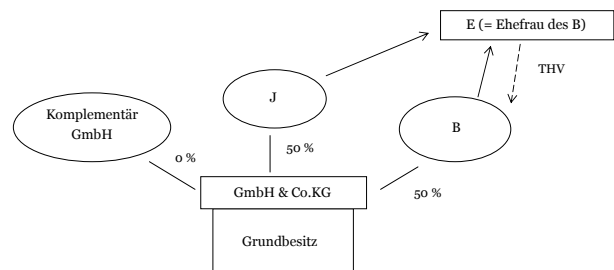 E (= Ehefrau des B)
THV
J
Komplementär
GmbH
B
0 %
50 %
50 %
GmbH & Co.KG
Grundbesitz